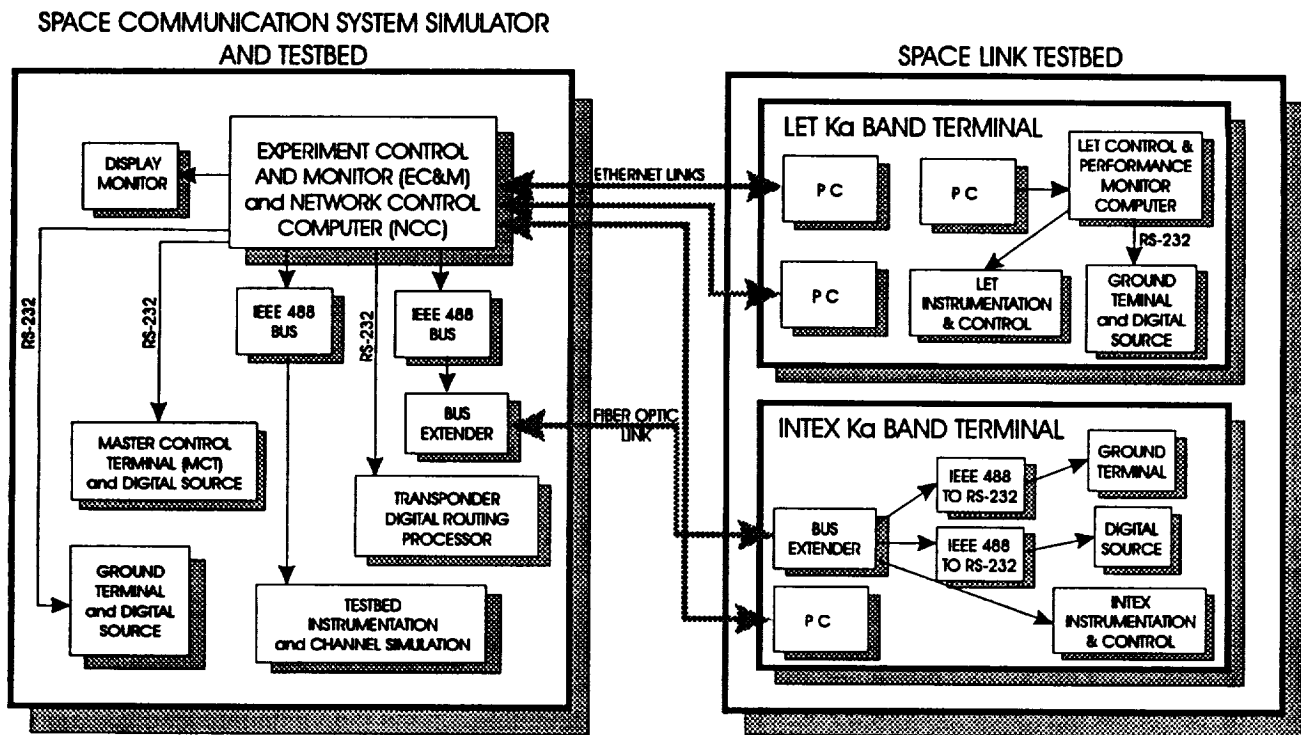 SPACE COMMUNICATION SYSTEM SIMULATOR
AND TESTBED
DISPLAY
MONITOR
EXPERIMENT CONTROL
AND MONITOR (EC&M)
and NETWORK CONTROL
COMPUTER (NCC)
RS-232
RS-232
IEEE 488
BUS
RS-232
IEEE 488
BUS
BUS
EXTENDER
MASTER CONTROL
TERMINAL (MCT)
and DIGITAL SOURCE
TRANSPONDER
DIGITAL ROUTING
PROCESSOR
GROUND
TERMINAL
and DIGITAL
SOURCE
TESTBED
INSTRUMENTATION
and CHANNEL SIMULATION
ETHERNET LINKS
FIBER OPTIC
LINK
SPACE LINK TESTBED
LET Ka BAND TERMINAL
P C
P C
LET CONTROL &
PERFORMANCE
MONITOR
COMPUTER
RS-232
P C
LET
INSTRUMENTATION
& CONTROL
GROUND
TEMINAL
and DIGITAL
SOURCE
INTEX Ka BAND TERMINAL
BUS
EXTENDER
IEEE 488
TO RS-232
GROUND
TERMINAL
IEEE 488
TO RS-232
DIGITAL
SOURCE
P C
INTEX
INSTRUMENTATION
& CONTROL